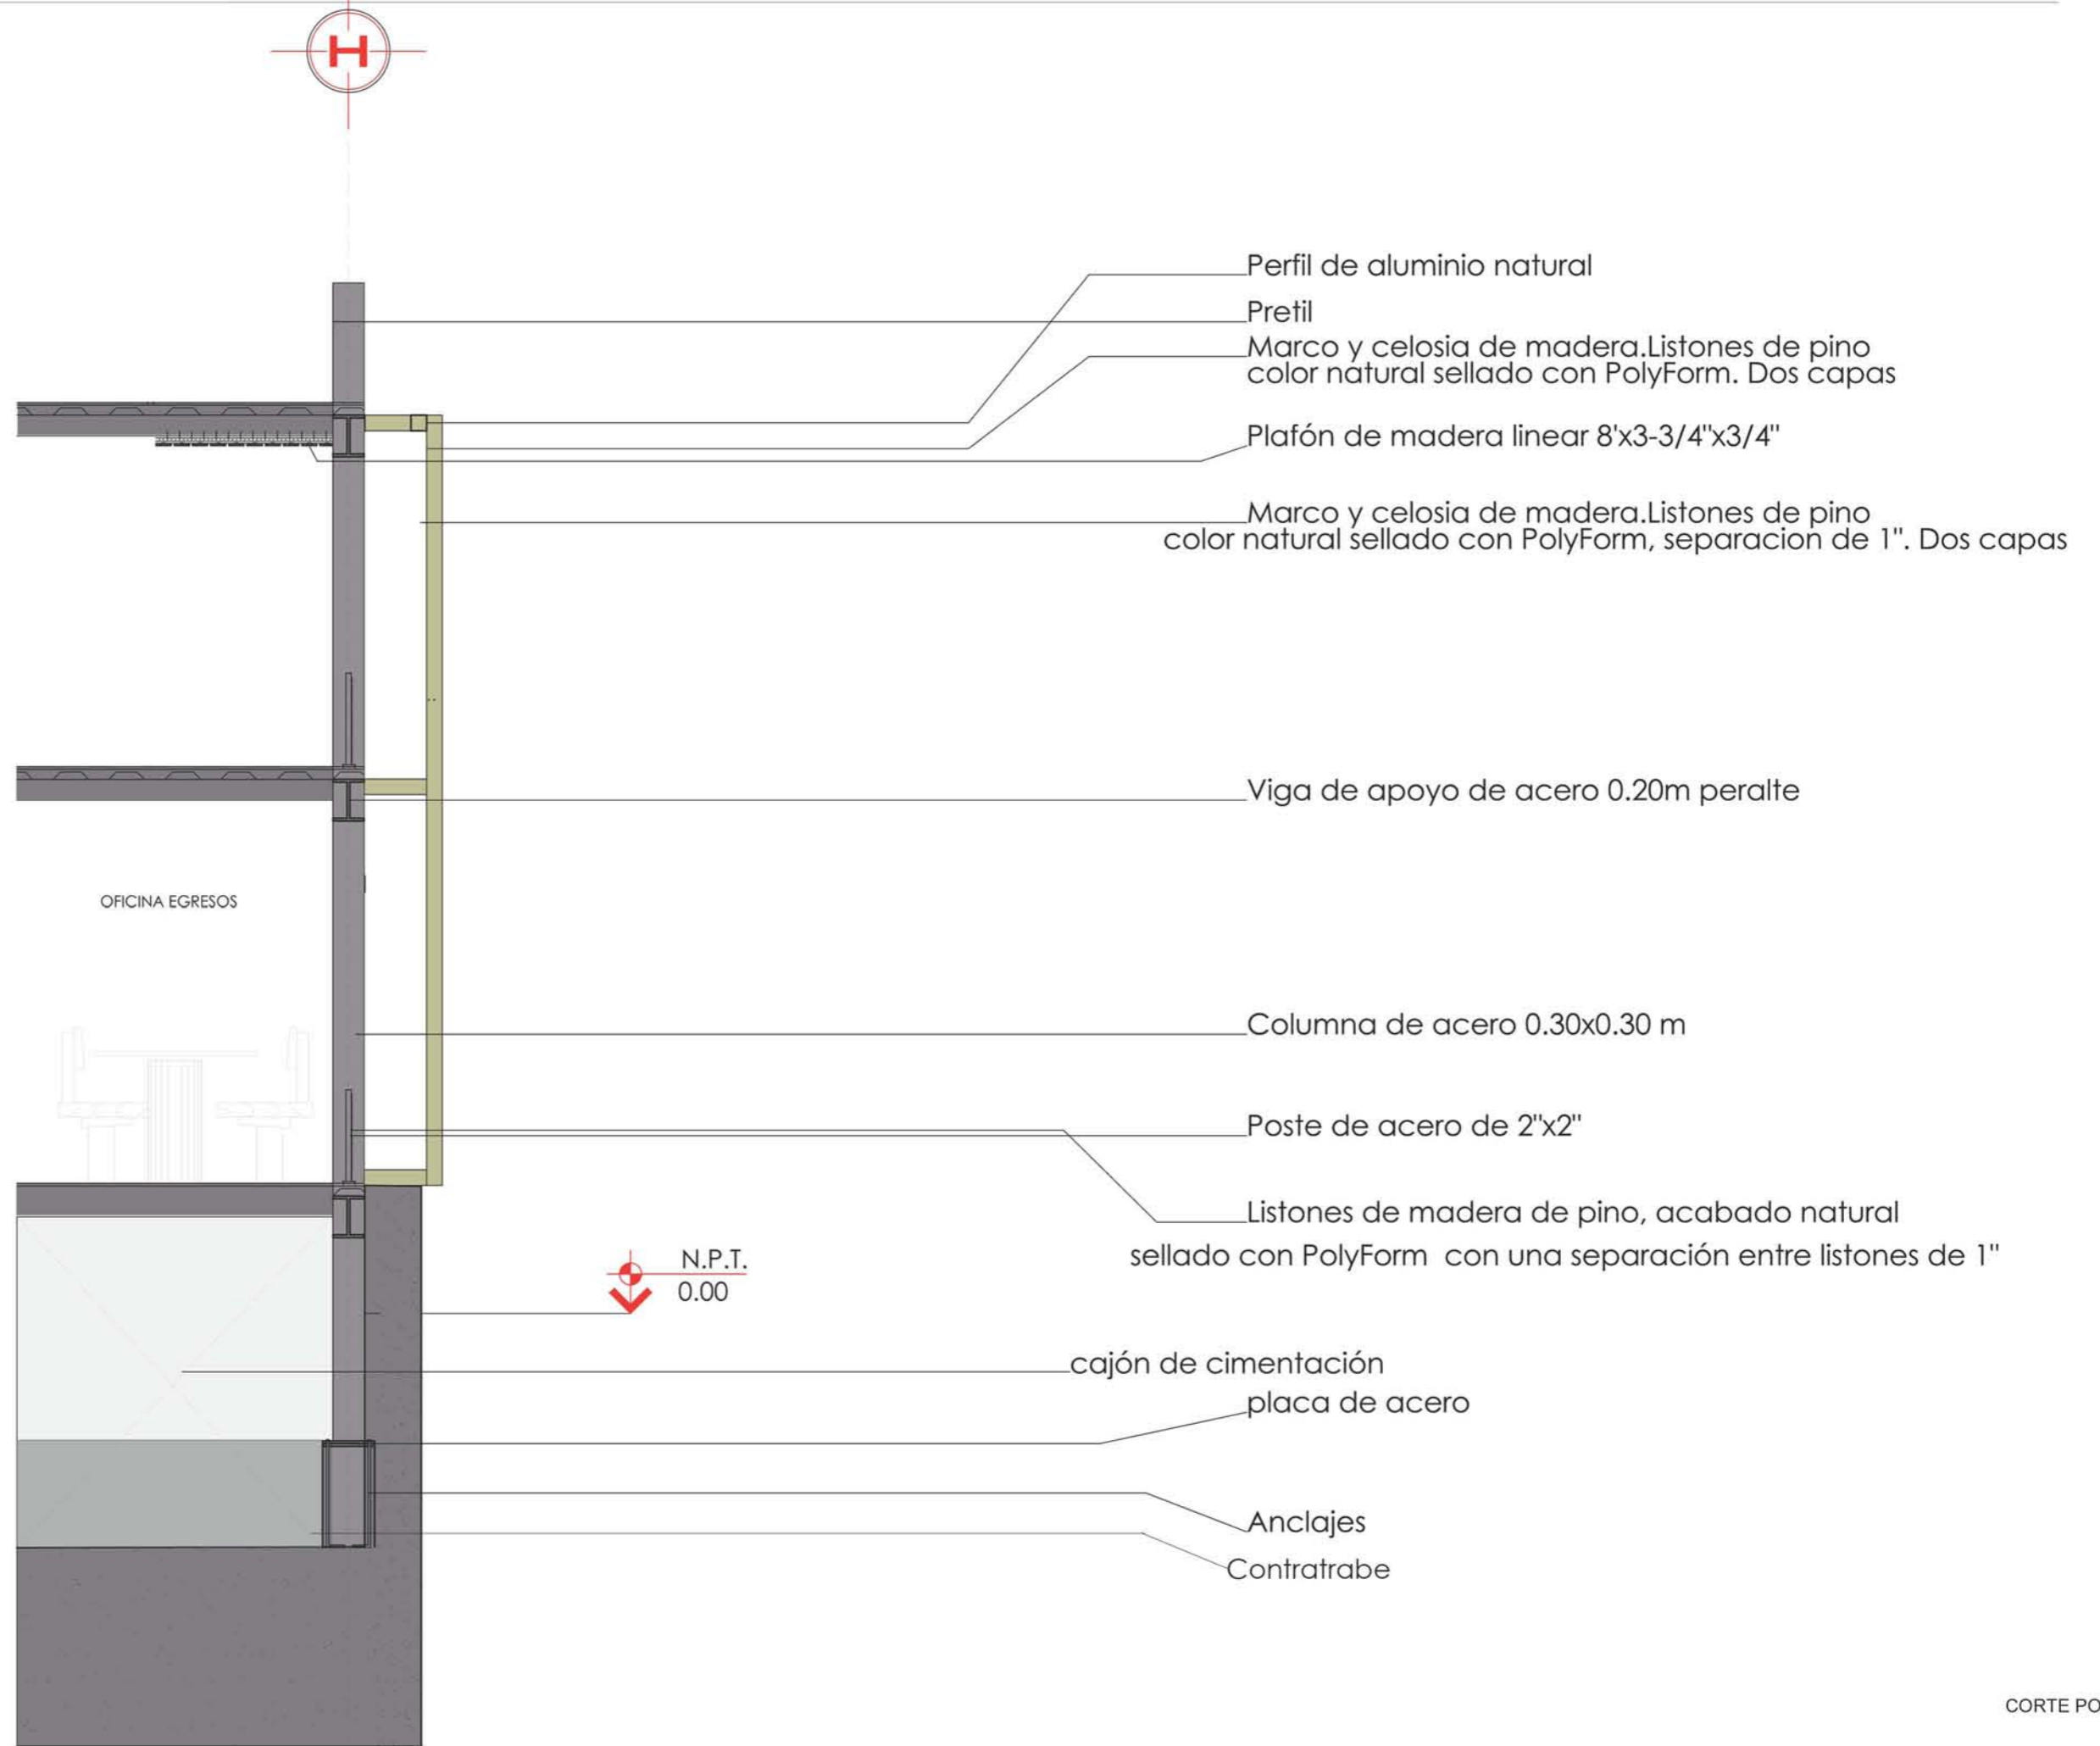 H
Perfil de aluminio natural
Pretil
Marco y celosia de madera.Listones de pino
color natural sellado con PolyForm. Dos capas
Plafón de madera linear 8'x3-3/4"x3/4"
Marco y celosia de madera.Listones de pino
color natural sellado con PolyForm, separacion de 1". Dos capas
Viga de apoyo de acero 0.20m peralte
OFICINA EGRESOS
Columna de acero 0.30x0.30 m
Poste de acero de 2"x2"
Listones de madera de pino, acabado natural
sellado con PolyForm con una separación entre listones de 1"
N.P.T.
0.00
cajón de cimentación
placa de acero
Anclajes
Contratrabe
CORTE PO